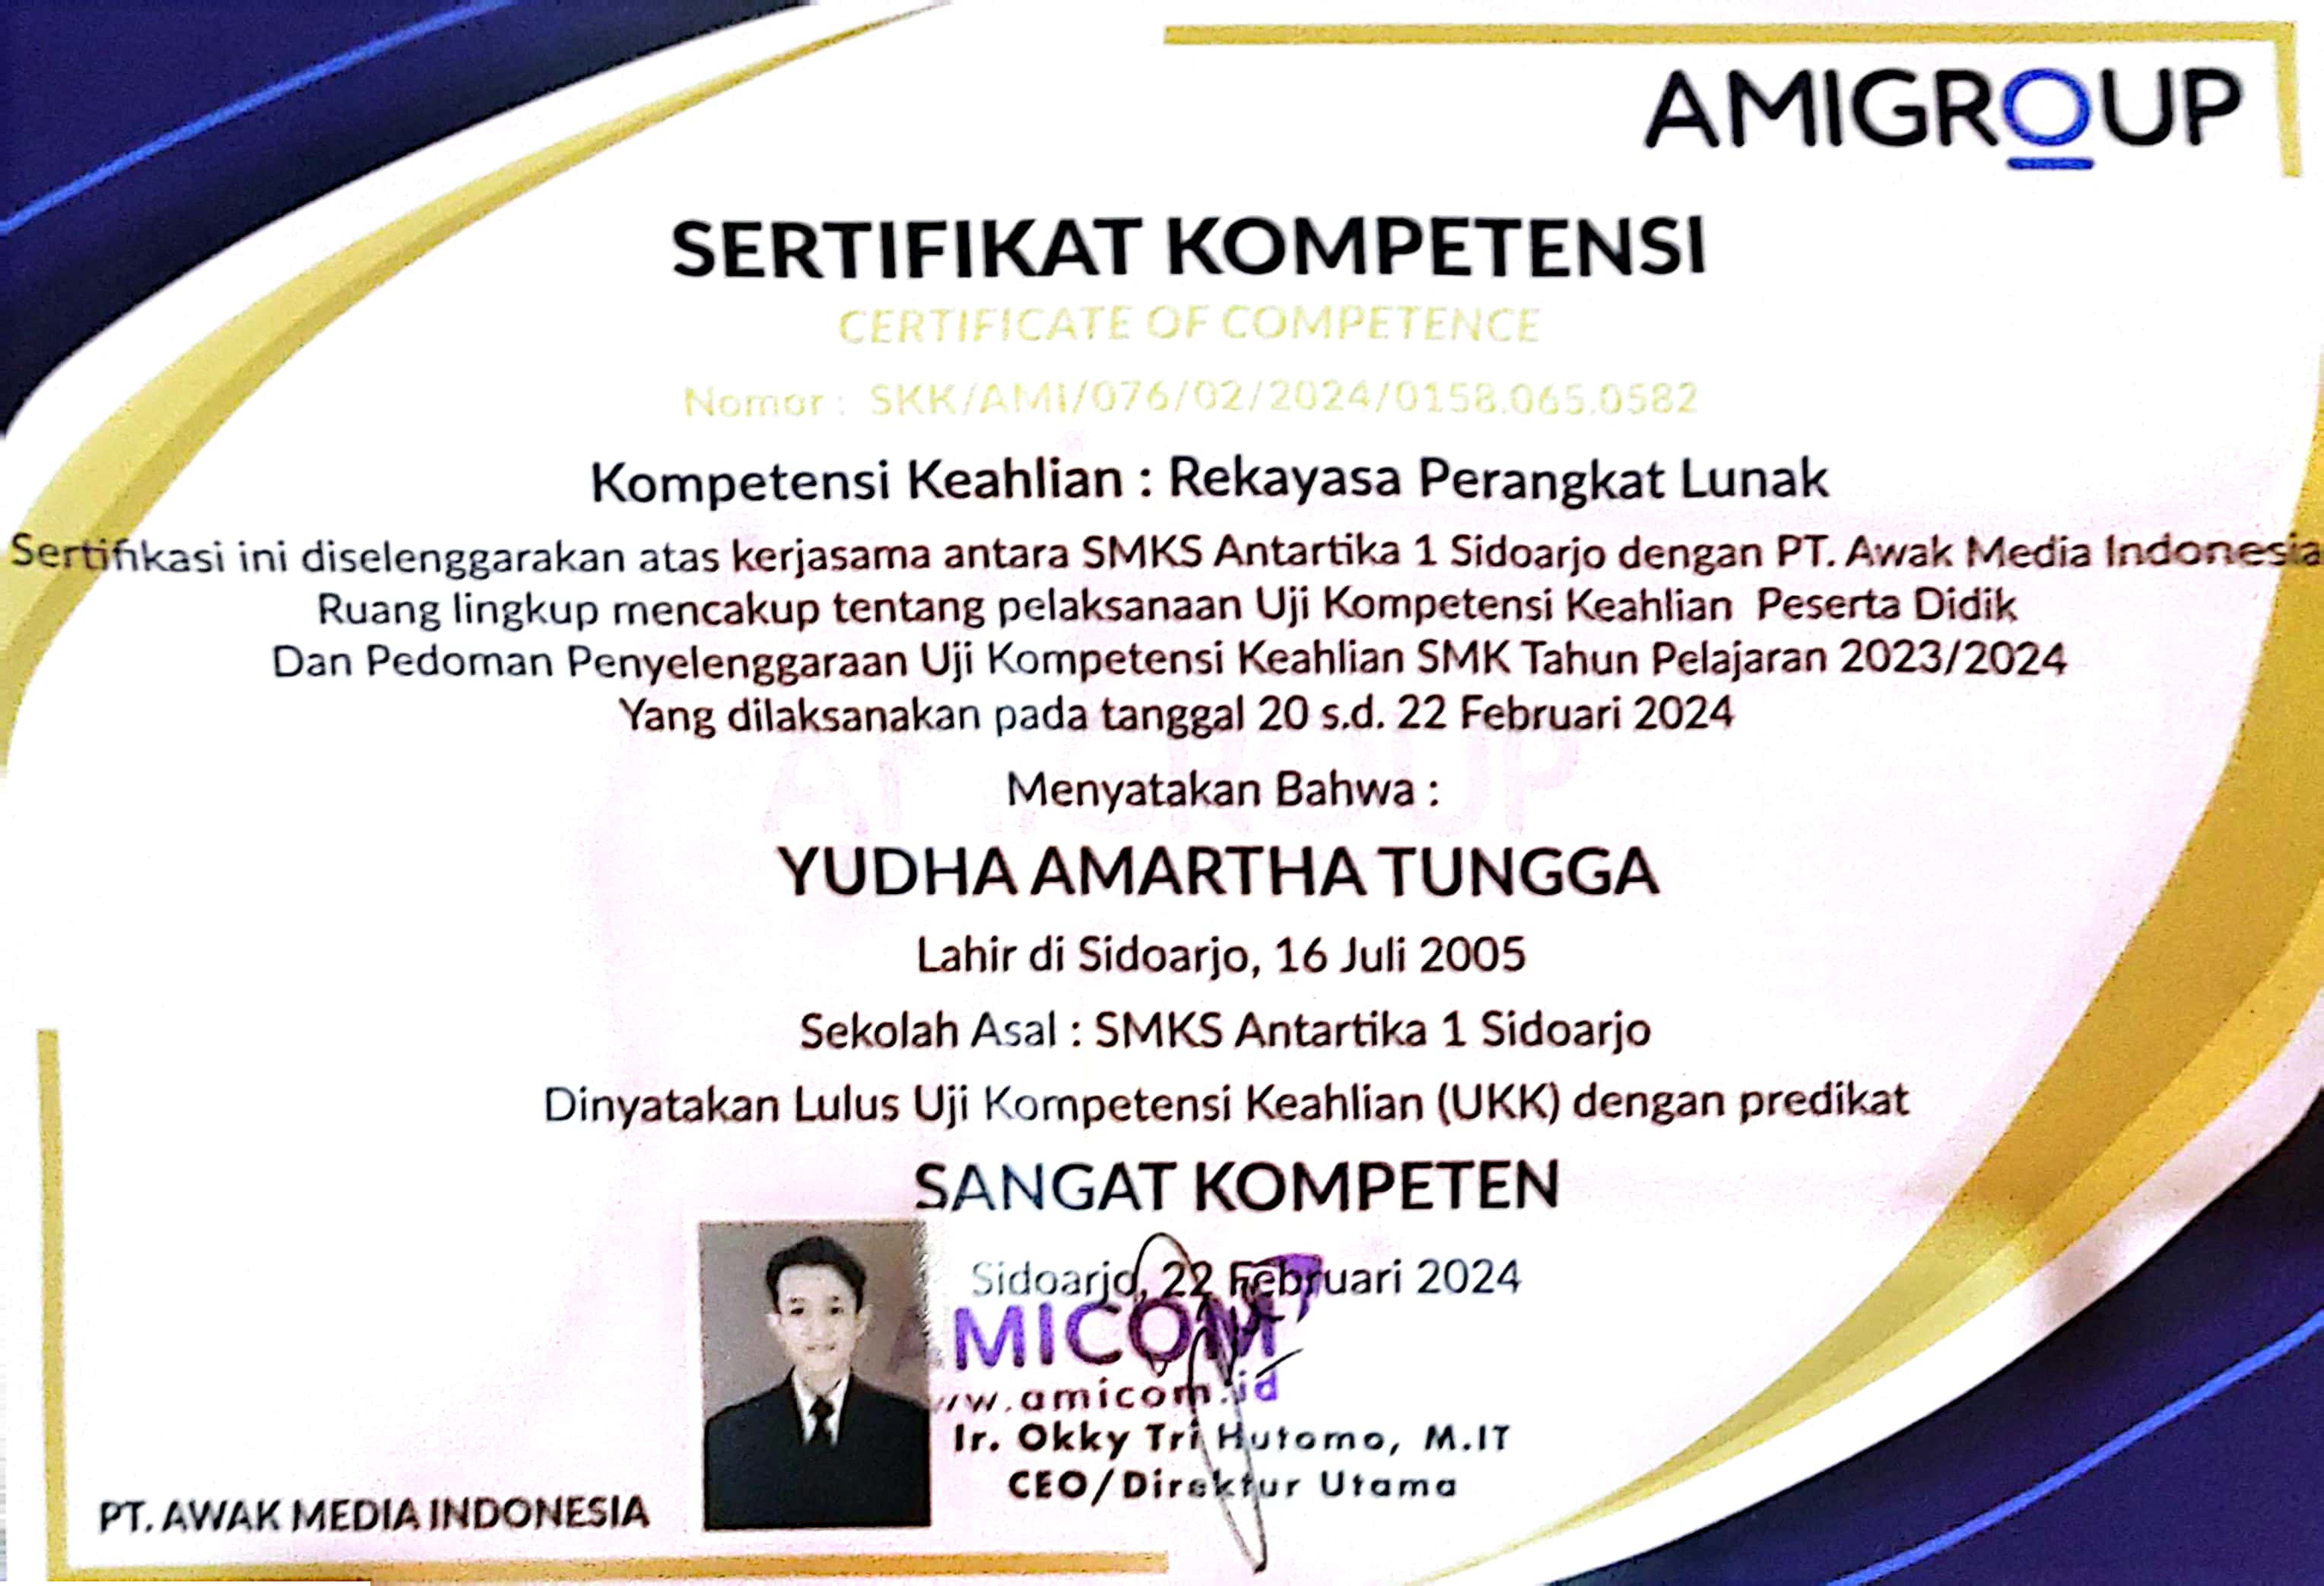 AMIGROUP
SERTIFIKAT KOMPETENSI
CERTIFICATE OF COMPETENCE
Nomor : SKK/AMI/076/02/2024/0158.065.0582
Kompetensi Keahlian : Rekayasa Perangkat Lunak
Sertifikasi ini diselenggarakan atas kerjasama antara SMKS Antartika 1 Sidoarjo dengan PT. Awak Media Indonesia
Ruang lingkup mencakup tentang pelaksanaan Uji Kompetensi Keahlian Peserta Didik
Dan Pedoman Penyelenggaraan Uji Kompetensi Keahlian SMK Tahun Pelajaran 2023/2024
Yang dilaksanakan pada tanggal 20 s.d. 22 Februari 2024
Menyatakan Bahwa :
YUDHA AMARTHA TUNGGA
Lahir di Sidoarjo, 16 Juli 2005
Sekolah Asal : SMKS Antartika 1 Sidoarjo
Dinyatakan Lulus Uji Kompetensi Keahlian (UKK) dengan predikat
SANGAT KOMPETEN
Sidoarjo, 22 Februari 2024
AMICOM
w.amicom.id
Ir. Okky Tri Hutomo, M.IT
CEO/Direktur Utama
PT. AWAK MEDIA INDONESIA